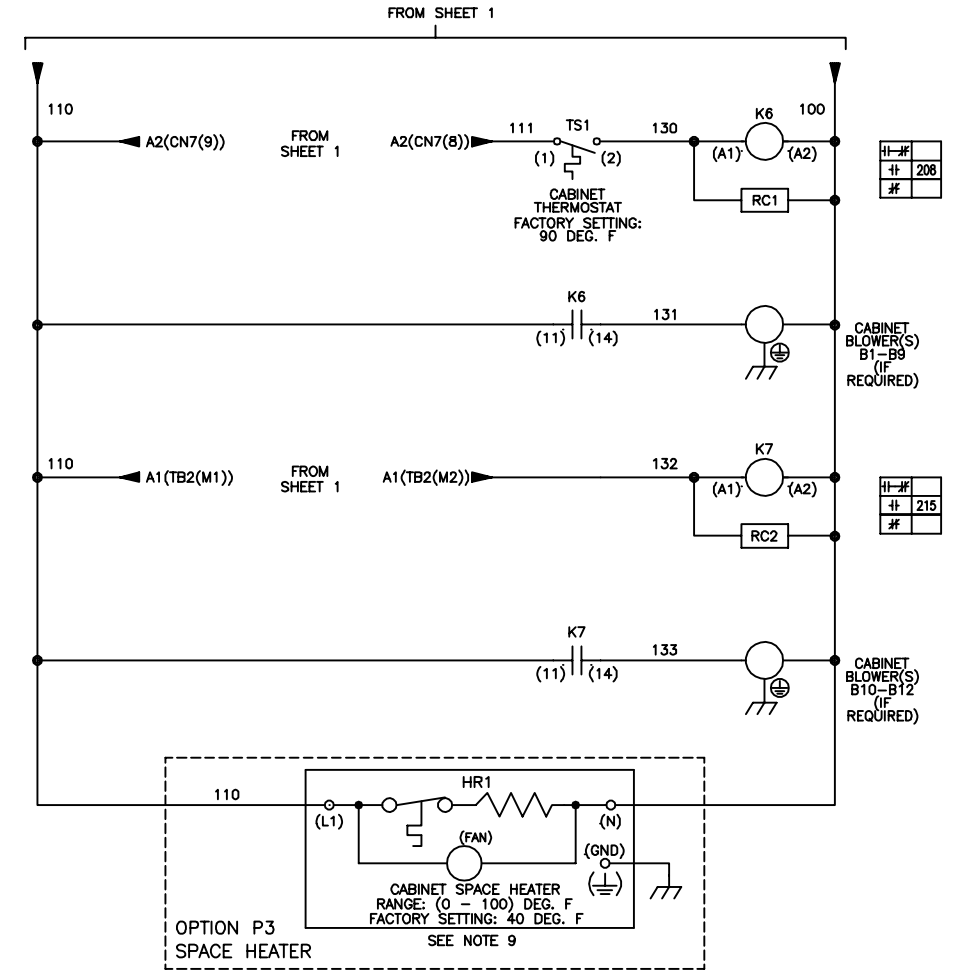 FROM SHEET 1
110
100
A2(CN7(9))
FROM
SHEET 1
A2(CN7(8))
111
TS1
(1)
(2)
130
K6
(A1)
(A2)
RC1
208
CABINET
THERMOSTAT
FACTORY SETTING:
90 DEG. F
K6
(11)
(14)
131
CABINET
BLOWER(S)
B1-B9
(IF
REQUIRED)
110
A1(TB2(M1))
FROM
SHEET 1
A1(TB2(M2))
132
K7
(A1)
(A2)
RC2
215
K7
(11)
(14)
133
CABINET
BLOWER(S)
B10-B12
(IF
REQUIRED)
110
(L1)
HR1
(N)
(FAN)
(GND)
CABINET SPACE HEATER
RANGE: (0 - 100) DEG. F
FACTORY SETTING: 40 DEG. F
SEE NOTE 9
OPTION P3
SPACE HEATER